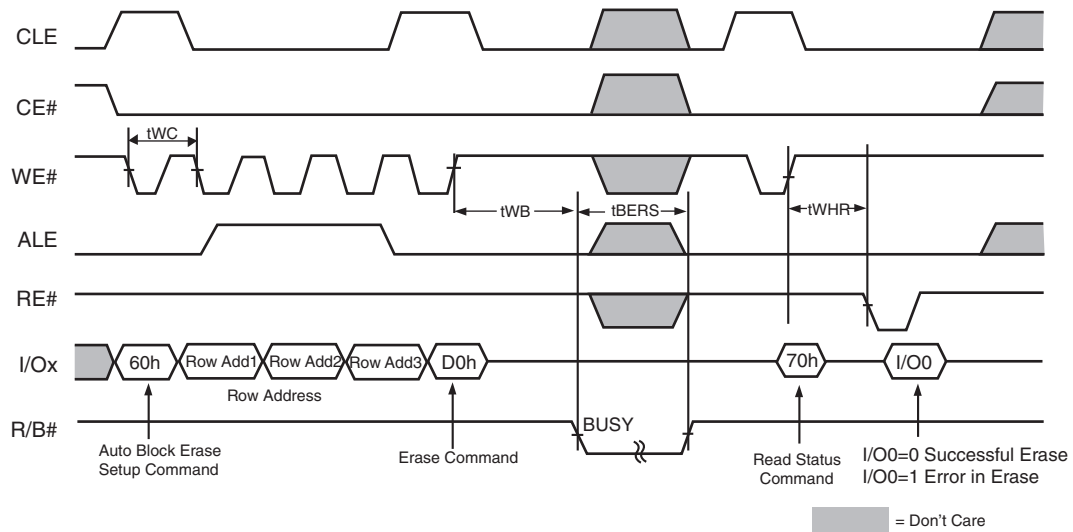 CLE
CE#
tWC
WE#
tWB
tBERS
tWHR
ALE
RE#
I/Ox
60h
Row Add1
Row Add2
Row Add3
D0h
70h
I/O0
Row Address
R/B#
BUSY
Auto Block Erase
Setup Command
Erase Command
Read Status
Command
I/O0=0 Successful Erase
I/O0=1 Error in Erase
= Don't Care